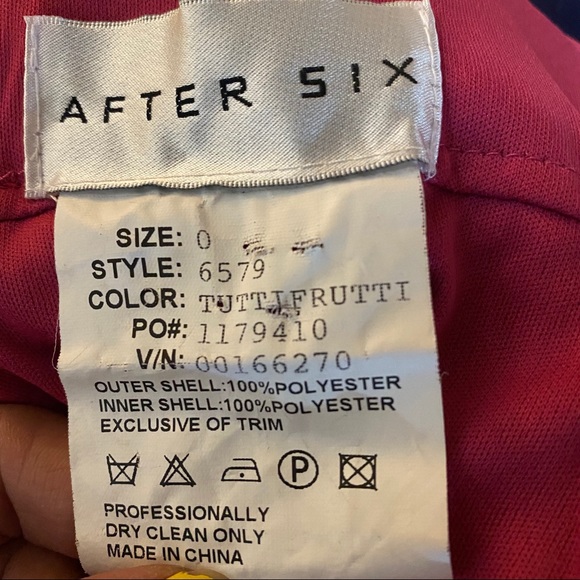 AFTER SIX
SIZE: 0
STYLE: 6579
COLOR: TUTTIFRUTTI
PO#: 1179410
V/N: 00166270
OUTER SHELL:100%POLYESTER
INNER SHELL:100%POLYESTER
EXCLUSIVE OF TRIM
P
PROFESSIONALLY
DRY CLEAN ONLY
MADE IN CHINA